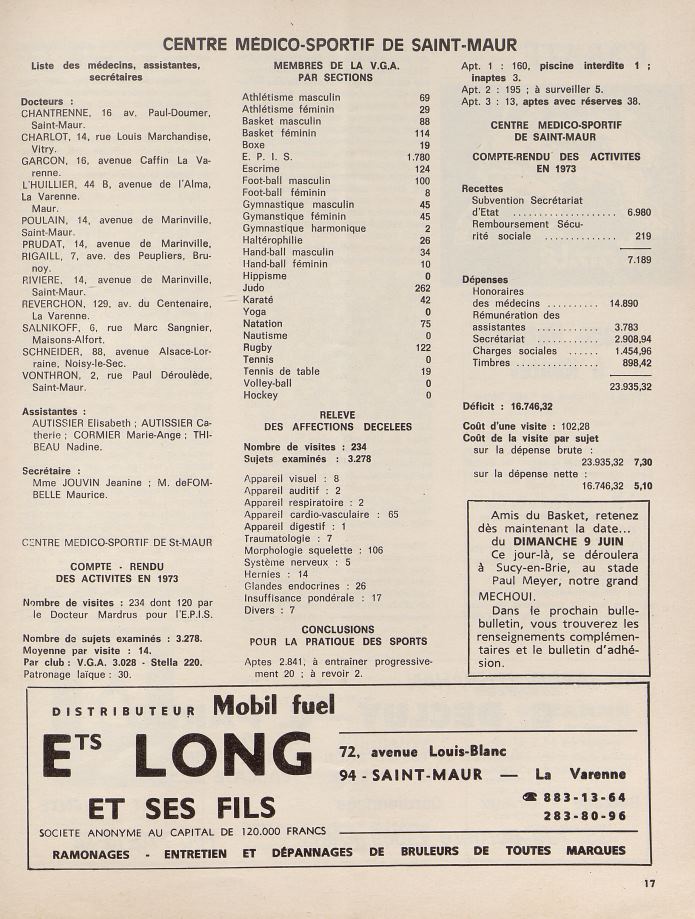 CENTRE MÉDICO-SPORTIF DE SAINT-MAUR
Liste des médecins, assistantes,
secrétaires
Docteurs :
CHANTRENNE, 16 av. Paul-Doumer,
Saint-Maur.
CHARLOT, 14, rue Louis Marchandise,
Vitry.
GARCON, 16, avenue Caffin La Va-
renne.
L'HUILLIER, 44 B, avenue de l'Alma,
La Varenne.
Maur.
POULAIN, 14, avenue de Marinville,
Saint-Maur.
PRUDAT, 14, avenue de Marinville,
RIGAILL, 7, ave. des Peupliers, Bru-
noy.
RIVIERE, 14, avenue de Marinville,
Saint-Maur.
REVERCHON, 129, av. du Centenaire,
La Varenne.
SALNIKOFF, 6, rue Marc Sangnier,
Maisons-Alfort.
SCHNEIDER, 88, avenue Alsace-Lor-
raine, Noisy-le-Sec.
VONTHRON, 2, rue Paul Déroulède,
Saint-Maur.
Assistantes :
AUTISSIER Elisabeth ; AUTISSIER Ca-
therie ; CORMIER Marie-Ange ; THI-
BEAU Nadine.
Secrétaire :
Mme JOUVIN Jeanine ; M. deFOM-
BELLE Maurice.
CENTRE MEDICO-SPORTIF DE St-MAUR
COMPTE - RENDU
DES ACTIVITES EN 1973
Nombre de visites : 234 dont 120 par
le Docteur Mardrus pour l'E.P.I.S.
Nombre de sujets examinés : 3.278.
Moyenne par visite : 14.
Par club : V.G.A. 3.028 - Stella 220.
Patronage laïque : 30.
MEMBRES DE LA V.G.A.
PAR SECTIONS
Athlétisme masculin 69
Athlétisme féminin 29
Basket masculin 88
Basket féminin 114
Boxe 19
E. P. I. S. 1.780
Escrime 124
Foot-ball masculin 100
Foot-ball féminin 8
Gymnastique masculin 45
Gymanstique féminin 45
Gymnastique harmonique 2
Haltérophilie 26
Hand-ball masculin 34
Hand-ball féminin 10
Hippisme 0
Judo 262
Karaté 42
Yoga 0
Natation 75
Nautisme 0
Rugby 122
Tennis 0
Tennis de table 19
Volley-ball 0
Hockey 0
RELEVE
DES AFFECTIONS DECELEES
Nombre de visites : 234
Sujets examinés : 3.278
Appareil visuel : 8
Appareil auditif : 2
Appareil respiratoire : 2
Appareil cardio-vasculaire : 65
Appareil digestif : 1
Traumatologie : 7
Morphologie squelette : 106
Système nerveux : 5
Hernies : 14
Glandes endocrines : 26
Insuffisance pondérale : 17
Divers : 7
CONCLUSIONS
POUR LA PRATIQUE DES SPORTS
Aptes 2.841, à entraîner progressive-
ment 20 ; à revoir 2.
Apt. 1 : 160, piscine interdite 1 ;
inaptes 3.
Apt. 2 : 195 ; à surveiller 5.
Apt. 3 : 13, aptes avec réserves 38.
CENTRE MEDICO-SPORTIF
DE SAINT-MAUR
COMPTE-RENDU DES ACTIVITES
EN 1973
Recettes
Subvention Secrétariat
d'Etat ................... 6.980
Remboursement Sécu-
rité sociale ............. 219
7.189
Dépenses
Honoraires
des médecins .......... 14.890
Rémunération des
assistantes ............ 3.783
Secrétariat ............ 2.908,94
Charges sociales ...... 1.454,96
Timbres ................ 898,42
23.935,32
Déficit : 16.746,32
Coût d'une visite : 102,28
Coût de la visite par sujet
sur la dépense brute :
23.935,32 7,30
sur la dépense nette :
16.746,32 5,10
Amis du Basket, retenez
dès maintenant la date...
du DIMANCHE 9 JUIN
Ce jour-là, se déroulera
à Sucy-en-Brie, au stade
Paul Meyer, notre grand
MECHOUI.
Dans le prochain bulle-
bulletin, vous trouverez les
renseignements complémen-
taires et le bulletin d'adhé-
sion.
DISTRIBUTEUR Mobil fuel
ETS LONG
ET SES FILS
SOCIETE ANONYME AU CAPITAL DE 120.000 FRANCS
72, avenue Louis-Blanc
94 - SAINT-MAUR — La Varenne
☎ 883-13-64
283-80-96
RAMONAGES - ENTRETIEN ET DÉPANNAGES DE BRULEURS DE TOUTES MARQUES
17